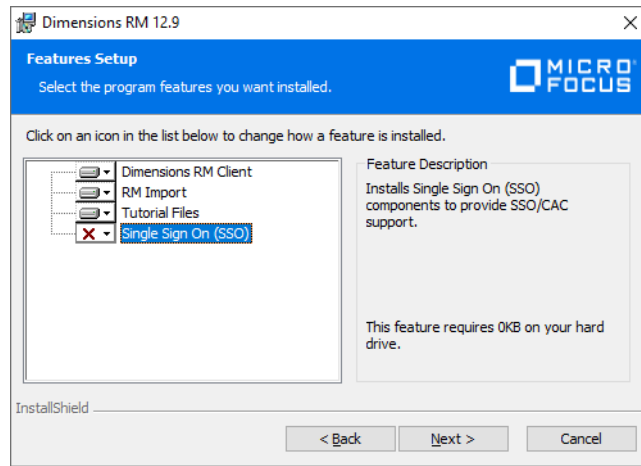 Dimensions RM 12.9
Features Setup
Select the program features you want installed.
MICRO
FOCUS
Click on an icon in the list below to change how a feature is installed.
Dimensions RM Client
RM Import
Tutorial Files
Single Sign On (SSO)
Feature Description
Installs Single Sign On (SSO)
components to provide SSO/CAC
support.
This feature requires 0KB on your hard
drive.
InstallShield
< Back
Next >
Cancel